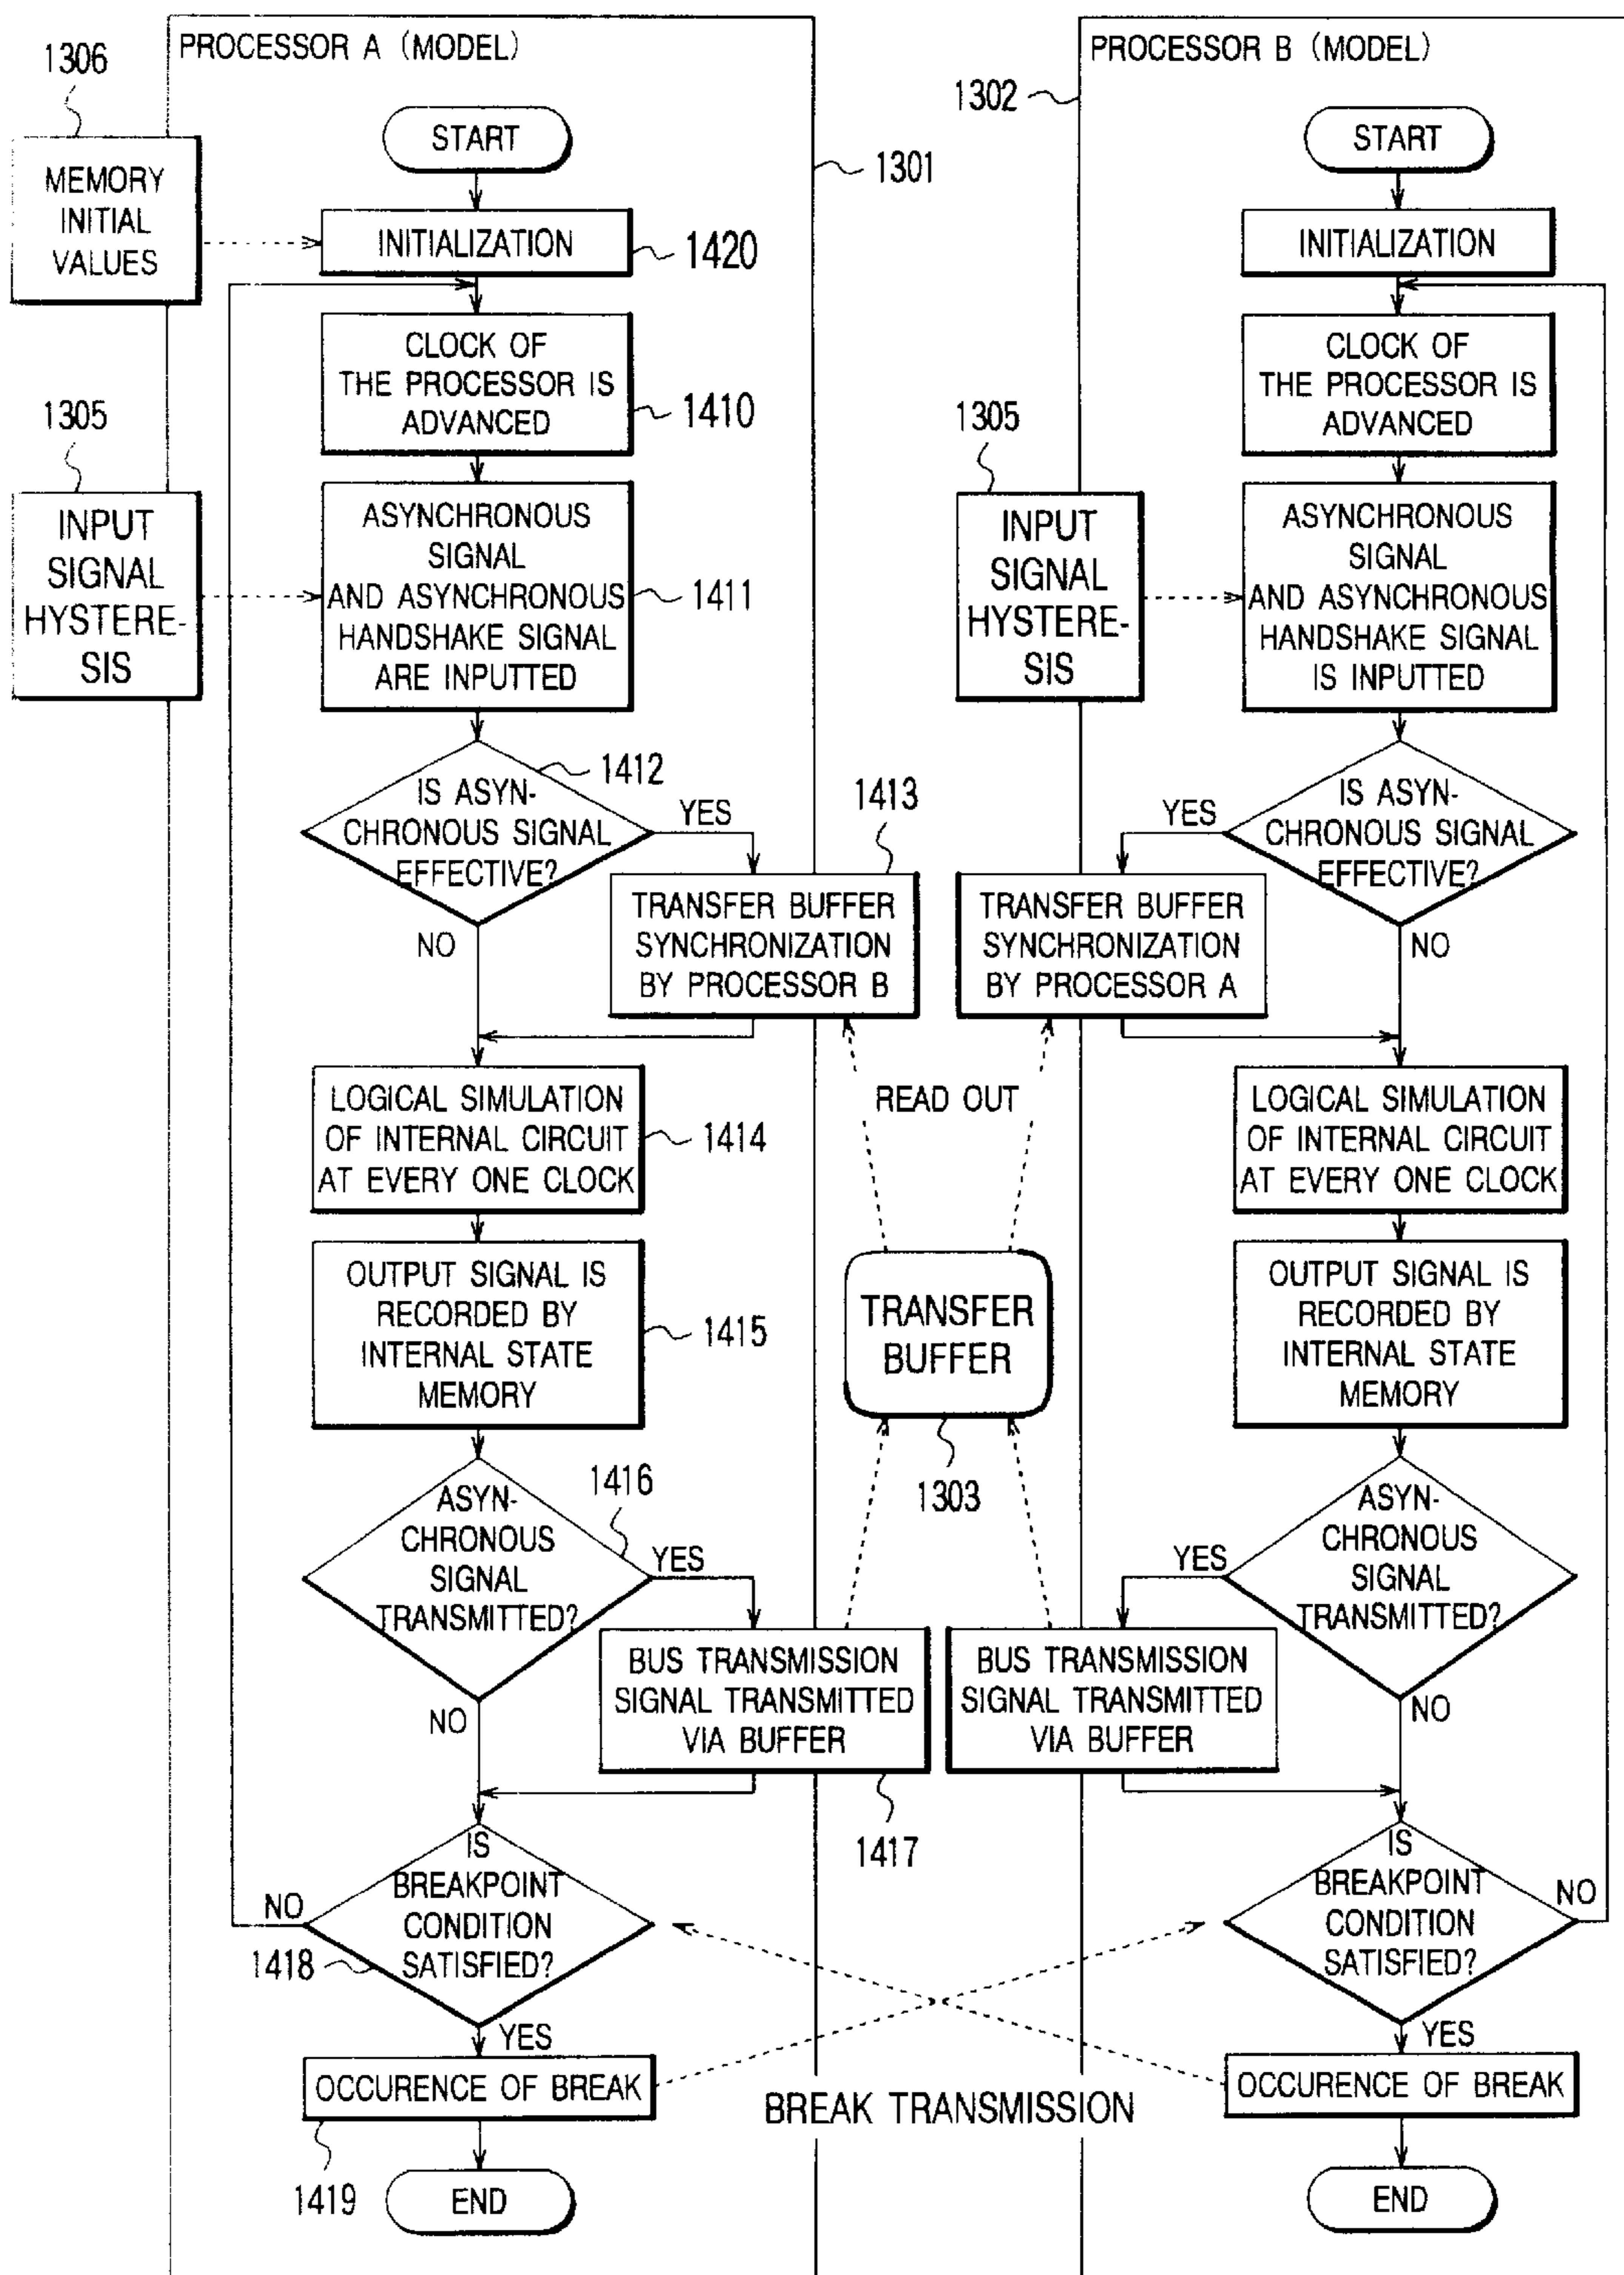 PROCESSOR A (MODEL)
1306
MEMORY
INITIAL
VALUES
START
1301
INITIALIZATION
1420
CLOCK OF
THE PROCESSOR IS
ADVANCED
1410
1305
INPUT
SIGNAL
HYSTERE-
SIS
ASYNCHRONOUS
SIGNAL
AND ASYNCHRONOUS
HANDSHAKE SIGNAL
ARE INPUTTED
1411
1412
IS ASYN-
CHRONOUS SIGNAL
EFFECTIVE?
YES
NO
1413
TRANSFER BUFFER
SYNCHRONIZATION
BY PROCESSOR B
LOGICAL SIMULATION
OF INTERNAL CIRCUIT
AT EVERY ONE CLOCK
1414
OUTPUT SIGNAL IS
RECORDED BY
INTERNAL STATE
MEMORY
1415
1416
ASYN-
CHRONOUS
SIGNAL
TRANSMITTED?
YES
NO
BUS TRANSMISSION
SIGNAL TRANSMITTED
VIA BUFFER
1417
IS
BREAKPOINT
CONDITION
SATISFIED?
NO
1418
YES
OCCURENCE OF BREAK
1419
END
READ OUT
TRANSFER
BUFFER
1303
BREAK TRANSMISSION
PROCESSOR B (MODEL)
1302
START
INITIALIZATION
CLOCK OF
THE PROCESSOR IS
ADVANCED
1305
INPUT
SIGNAL
HYSTERE-
SIS
ASYNCHRONOUS
SIGNAL
AND ASYNCHRONOUS
HANDSHAKE SIGNAL
IS INPUTTED
IS ASYN-
CHRONOUS SIGNAL
EFFECTIVE?
YES
NO
TRANSFER BUFFER
SYNCHRONIZATION
BY PROCESSOR A
LOGICAL SIMULATION
OF INTERNAL CIRCUIT
AT EVERY ONE CLOCK
OUTPUT SIGNAL IS
RECORDED BY
INTERNAL STATE
MEMORY
ASYN-
CHRONOUS
SIGNAL
TRANSMITTED?
YES
NO
BUS TRANSMISSION
SIGNAL TRANSMITTED
VIA BUFFER
IS
BREAKPOINT
CONDITION
SATISFIED?
NO
YES
OCCURENCE OF BREAK
END